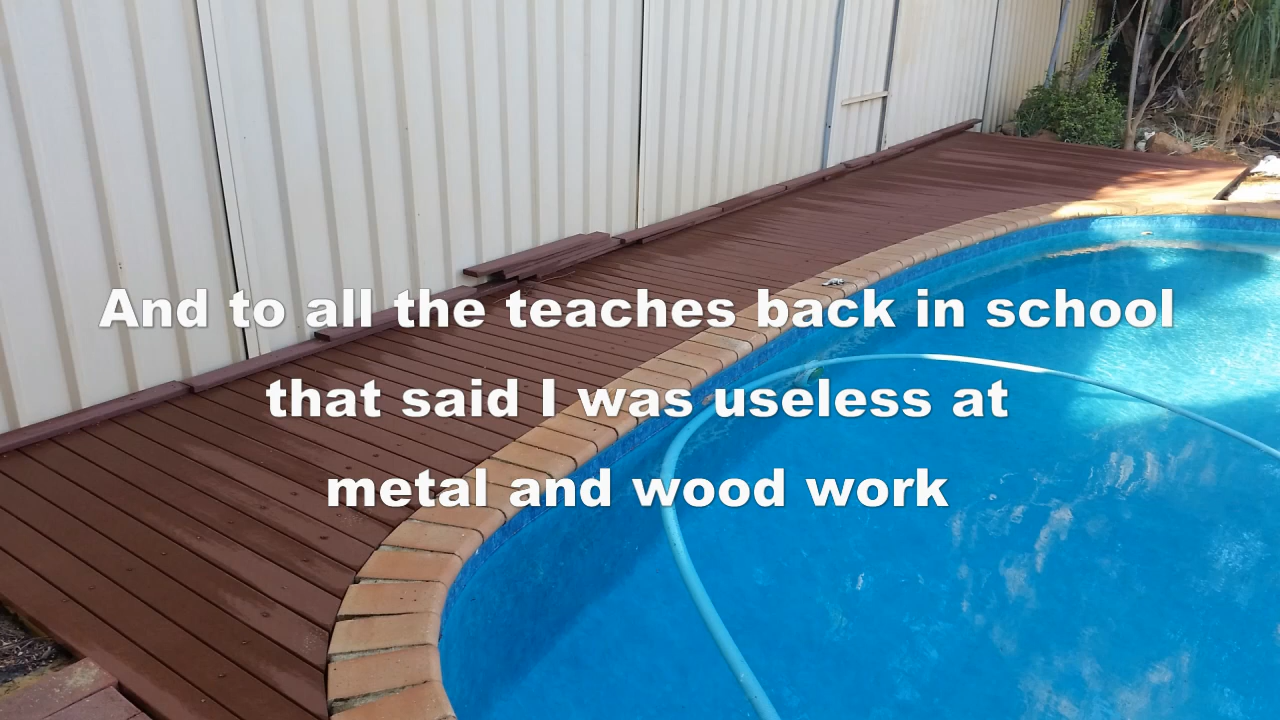 And to all the teaches back in school
that said I was useless at
metal and wood work